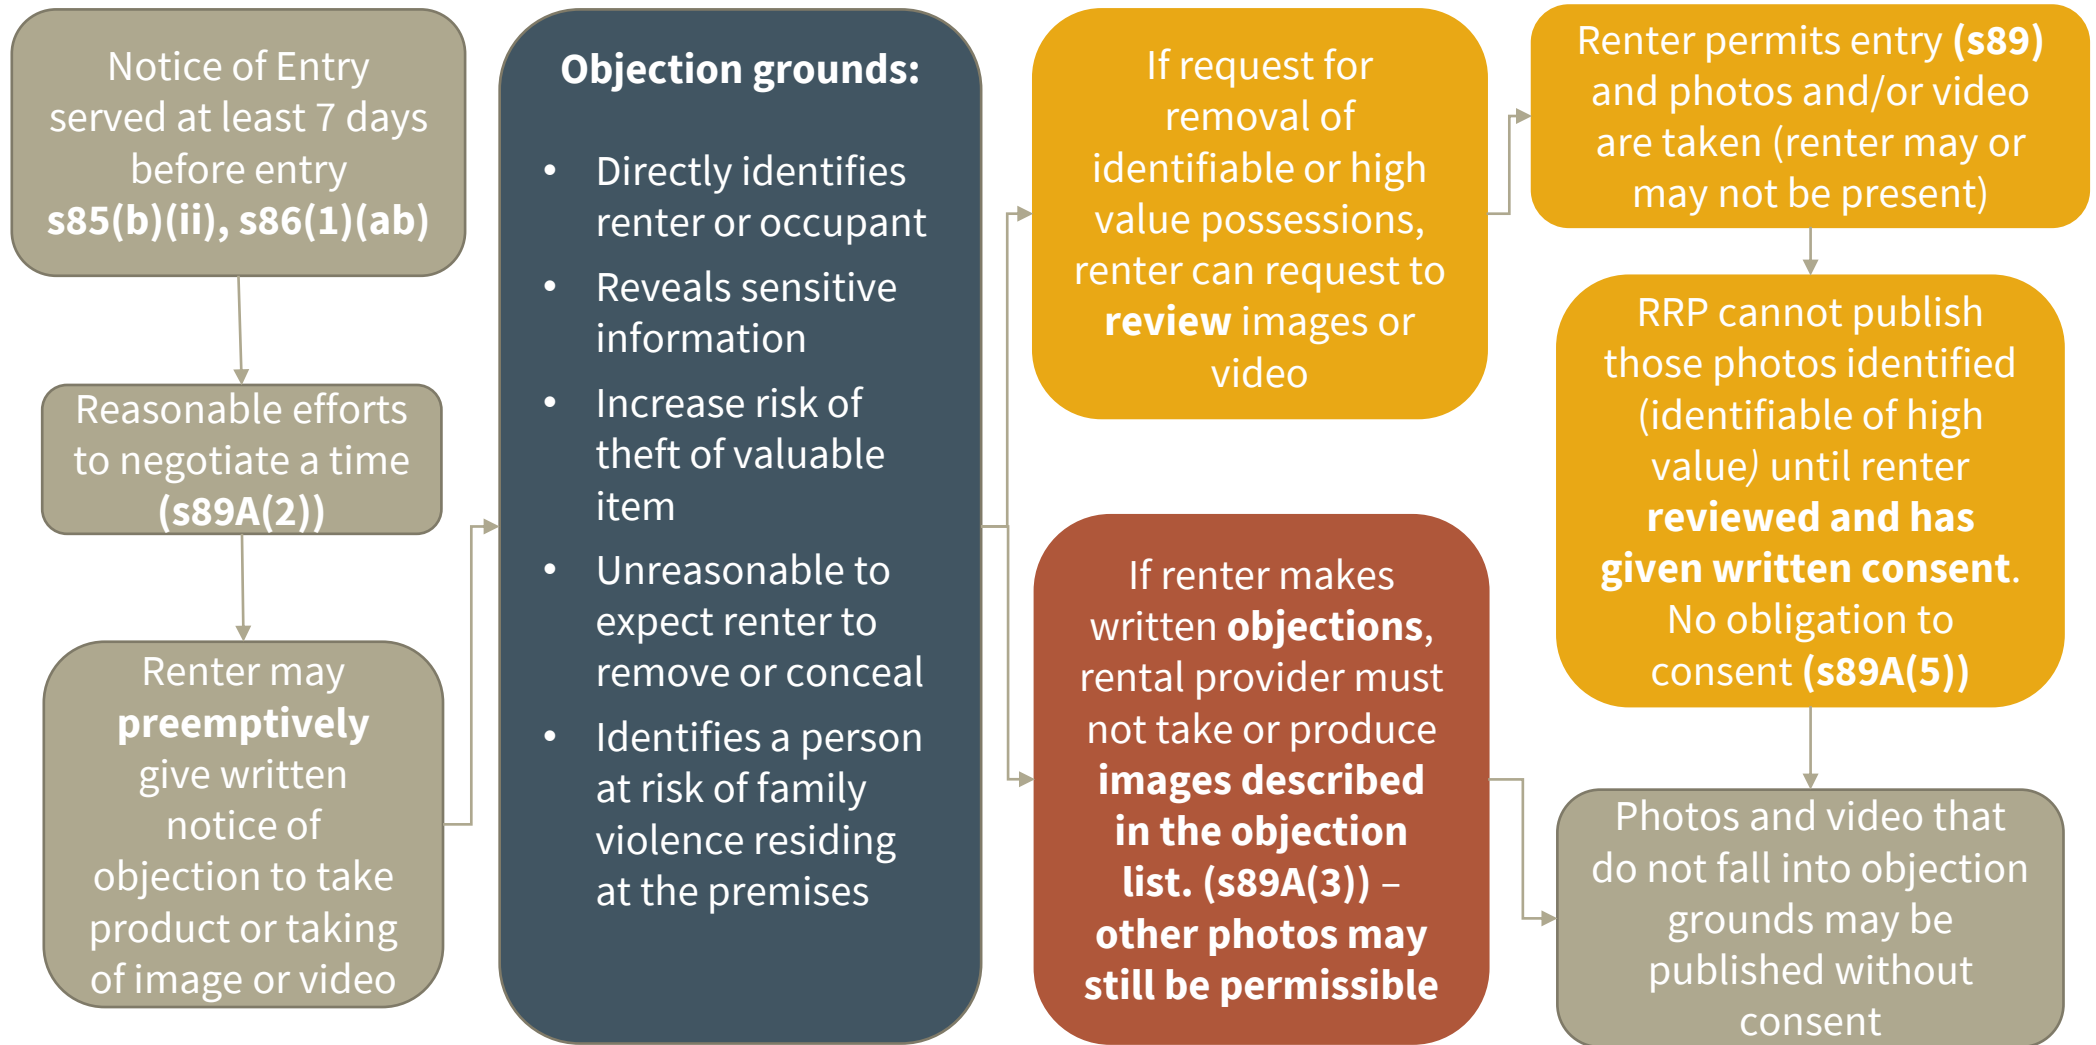 Notice of Entry
served at least 7 days
before entry
s85(b)(ii), s86(1)(ab)
Reasonable efforts
to negotiate a time
(s89A(2))
Renter may
preemptively
give written
notice of
objection to take
product or taking
of image or video
Objection grounds:
• Directly identifies
renter or occupant
• Reveals sensitive
information
• Increase risk of
theft of valuable
item
• Unreasonable to
expect renter to
remove or conceal
• Identifies a person
at risk of family
violence residing
at the premises
If request for
removal of
identifiable or high
value possessions,
renter can request to
review images or
video
If renter makes
written objections,
rental provider must
not take or produce
images described
in the objection
list. (s89A(3)) –
other photos may
still be permissible
Renter permits entry (s89)
and photos and/or video
are taken (renter may or
may not be present)
RRP cannot publish
those photos identified
(identifiable of high
value) until renter
reviewed and has
given written consent.
No obligation to
consent (s89A(5))
Photos and video that
do not fall into objection
grounds may be
published without
consent